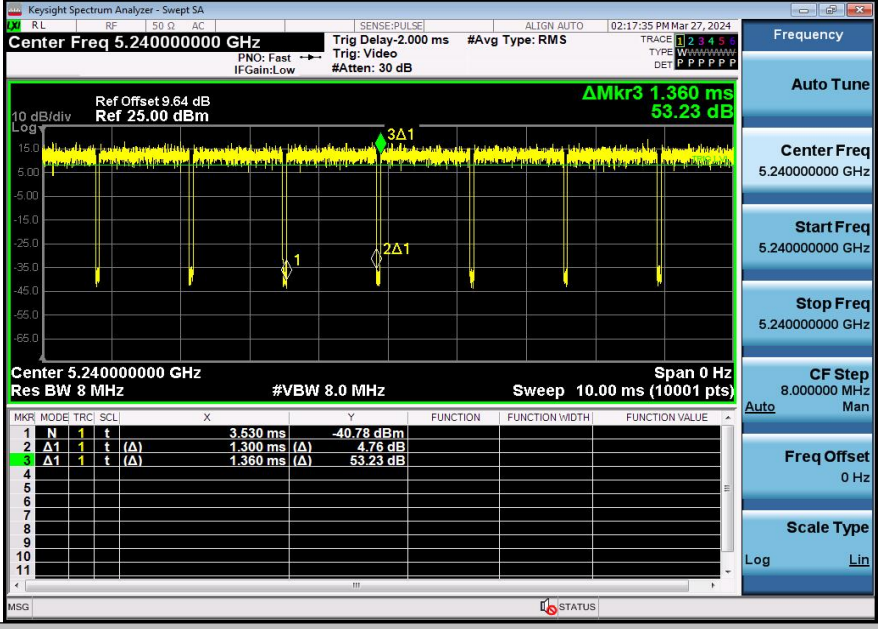 Keysight Spectrum Analyzer - Swept SA
LXI RL RF 50 Ω AC SENSE:PULSE ALIGN AUTO 02:17:35 PM Mar 27, 2024
Center Freq 5.240000000 GHz
PNO: Fast
IFGain:Low
Trig Delay-2.000 ms
Trig: Video
#Atten: 30 dB
#Avg Type: RMS
TRACE 1 2 3 4 5 6
TYPE WWWWWW
DET P P P P P P
ΔMkr3 1.360 ms
53.23 dB
Ref Offset 9.64 dB
10 dB/div Ref 25.00 dBm
Log
15.0
5.00
-5.00
-15.0
-25.0
-35.0
-45.0
-55.0
-65.0
3Δ1
2Δ1
1
Center 5.240000000 GHz Span 0 Hz
Res BW 8 MHz #VBW 8.0 MHz Sweep 10.00 ms (10001 pts)
MKR MODE TRC SCL X Y FUNCTION FUNCTION WIDTH FUNCTION VALUE
1 N 1 t 3.530 ms -40.78 dBm
2 Δ1 1 t (Δ) 1.300 ms (Δ) 4.76 dB
3 Δ1 1 t (Δ) 1.360 ms (Δ) 53.23 dB
4
5
6
7
8
9
10
11
MSG STATUS
Frequency
Auto Tune
Center Freq
5.240000000 GHz
Start Freq
5.240000000 GHz
Stop Freq
5.240000000 GHz
CF Step
8.000000 MHz
Auto Man
Freq Offset
0 Hz
Scale Type
Log Lin